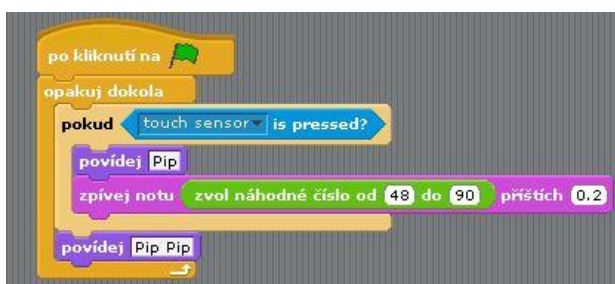 po kliknutí na
opakuj dokola
pokud touch sensor is pressed?
povídej Pip
zpívej notu zvol náhodné číslo od 48 do 90 příštích 0.2
povídej Pip Pip